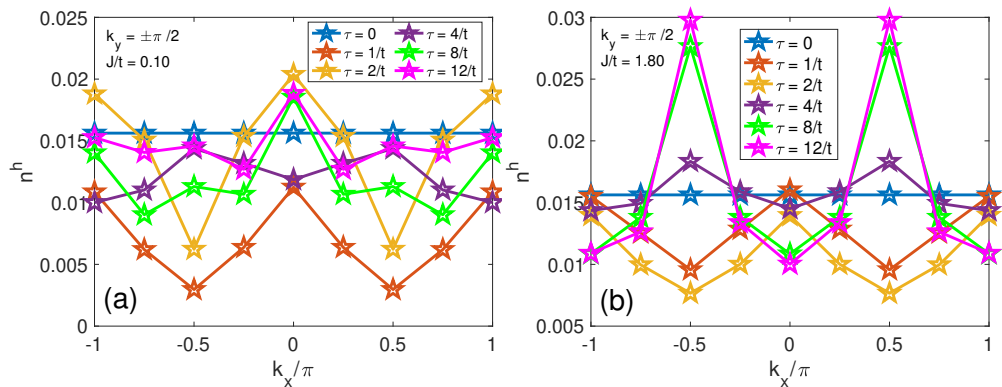 0.025
0.02
0.015
0.01
0.005
0
n^h
k_y = ±π/2
J/t = 0.10
τ = 0
τ = 1/t
τ = 2/t
τ = 4/t
τ = 8/t
τ = 12/t
(a)
-1 -0.5 0 0.5 1
k_x/π
0.03
0.025
0.02
0.015
0.01
0.005
n^h
k_y = ±π/2
J/t = 1.80
τ = 0
τ = 1/t
τ = 2/t
τ = 4/t
τ = 8/t
τ = 12/t
(b)
-1 -0.5 0 0.5 1
k_x/π